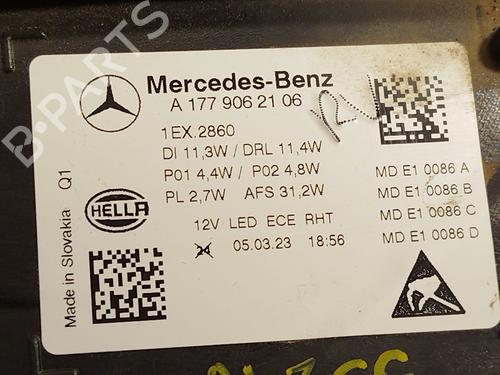 B-PARTS
Mercedes-Benz
A 177 906 21 06
1EX.2860
DI 11,3W / DRL 11,4W
P01 4,4W / P02 4,8W
PL 2,7W AFS 31,2W
12V LED ECE RHT
05.03.23 18:56
MD E1 0086 A
MD E1 0086 B
MD E1 0086 C
MD E1 0086 D
HELLA
Made in Slovakia Q1